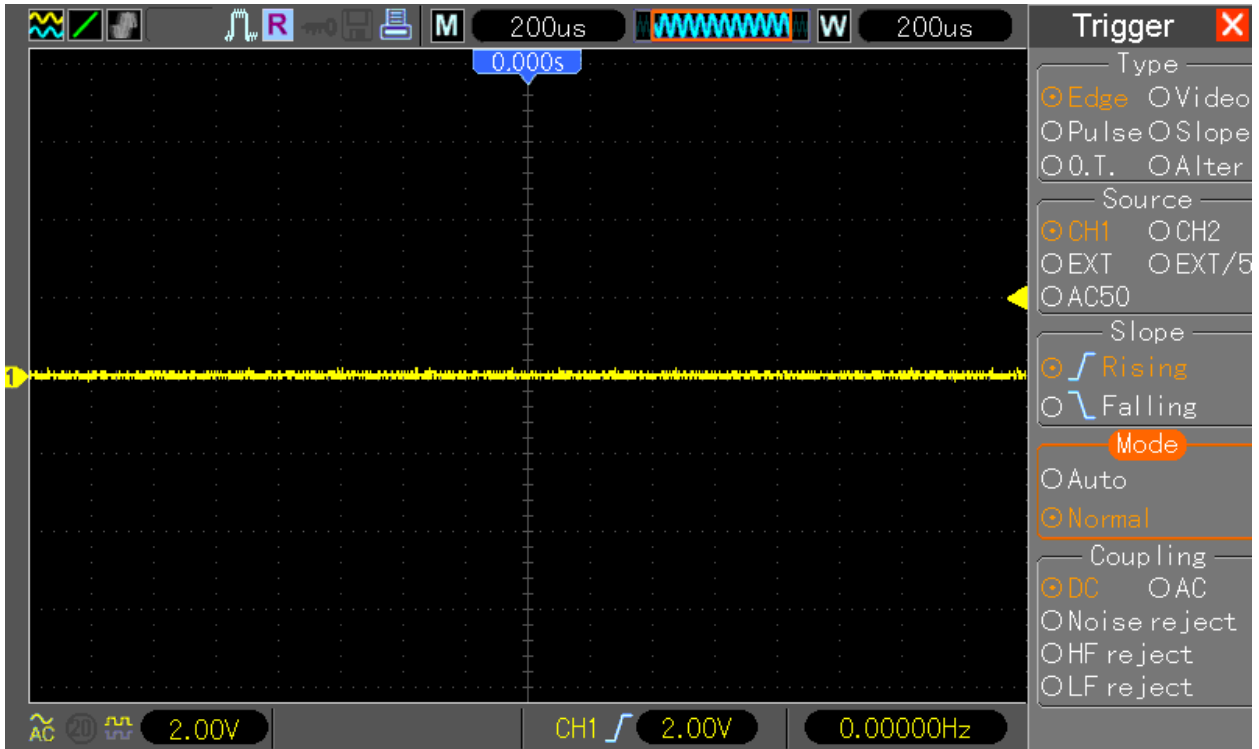 R M 200us W 200us
0.000s
1
AC 20 2.00V CH1 2.00V 0.00000Hz
Trigger X
Type
Edge Video
Pulse Slope
O.T. Alter
Source
CH1 CH2
EXT EXT/5
AC50
Slope
Rising
Falling
Mode
Auto
Normal
Coupling
DC AC
Noise reject
HF reject
LF reject